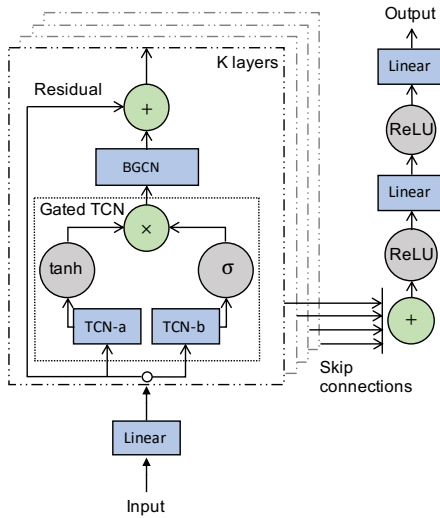 Output
K layers
Linear
Residual
+
ReLU
BGCN
Linear
Gated TCN
×
tanh
σ
ReLU
TCN-a
TCN-b
+
Skip
connections
Linear
Input